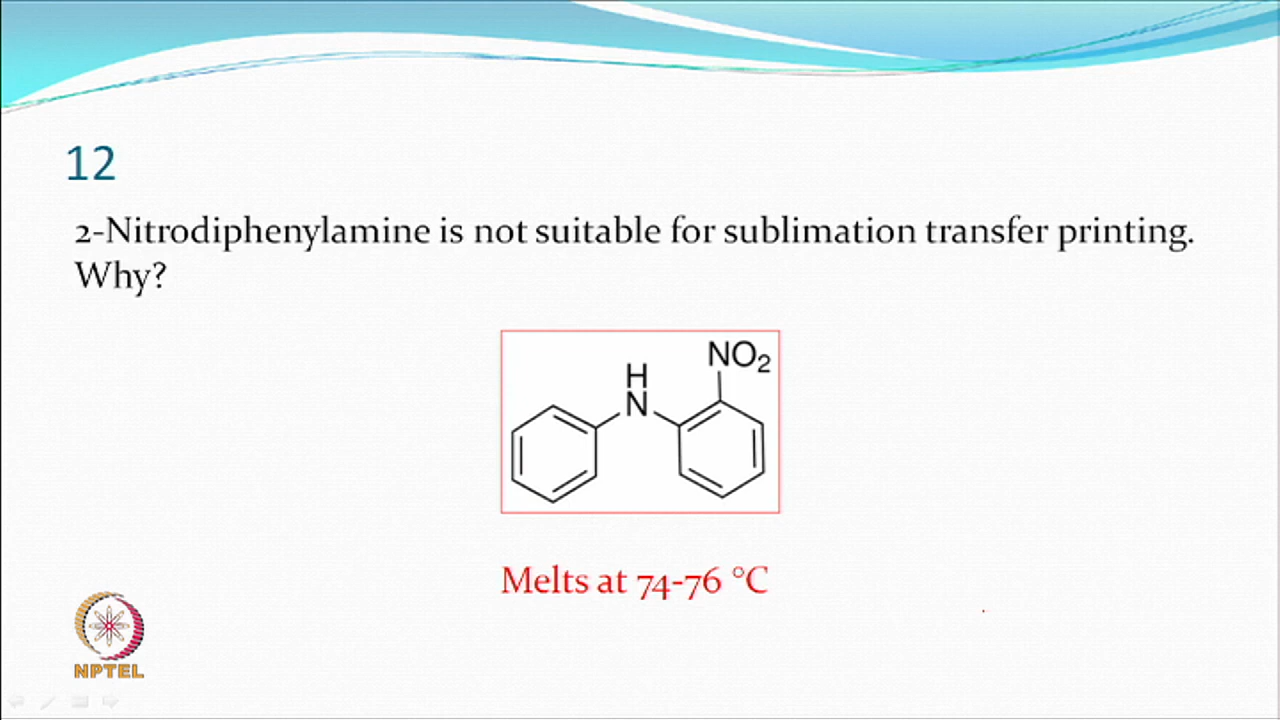 12
2-Nitrodiphenylamine is not suitable for sublimation transfer printing.
Why?
NO₂
H
N
Melts at 74-76 °C
NPTEL